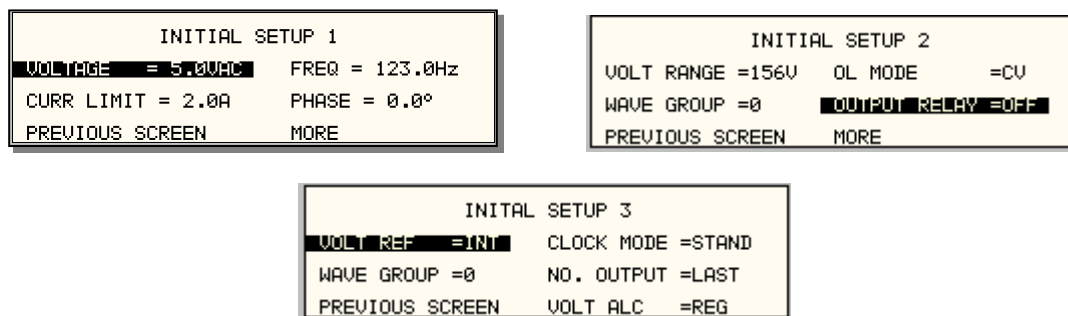 INITIAL SETUP 1
VOLTAGE = 5.0VAC FREQ = 123.0Hz
CURR LIMIT = 2.0A PHASE = 0.0°
PREVIOUS SCREEN MORE
INITIAL SETUP 2
VOLT RANGE =156V OL MODE =CV
WAVE GROUP =0 OUTPUT RELAY =OFF
PREVIOUS SCREEN MORE
INITAL SETUP 3
VOLT REF =INT CLOCK MODE =STAND
WAVE GROUP =0 NO. OUTPUT =LAST
PREVIOUS SCREEN VOLT ALC =REG